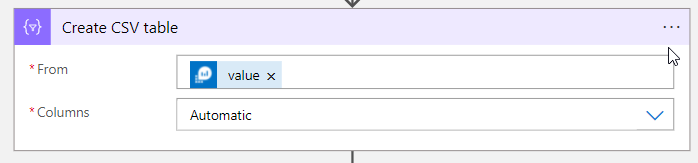 Create CSV table
* From
value ×
* Columns
Automatic